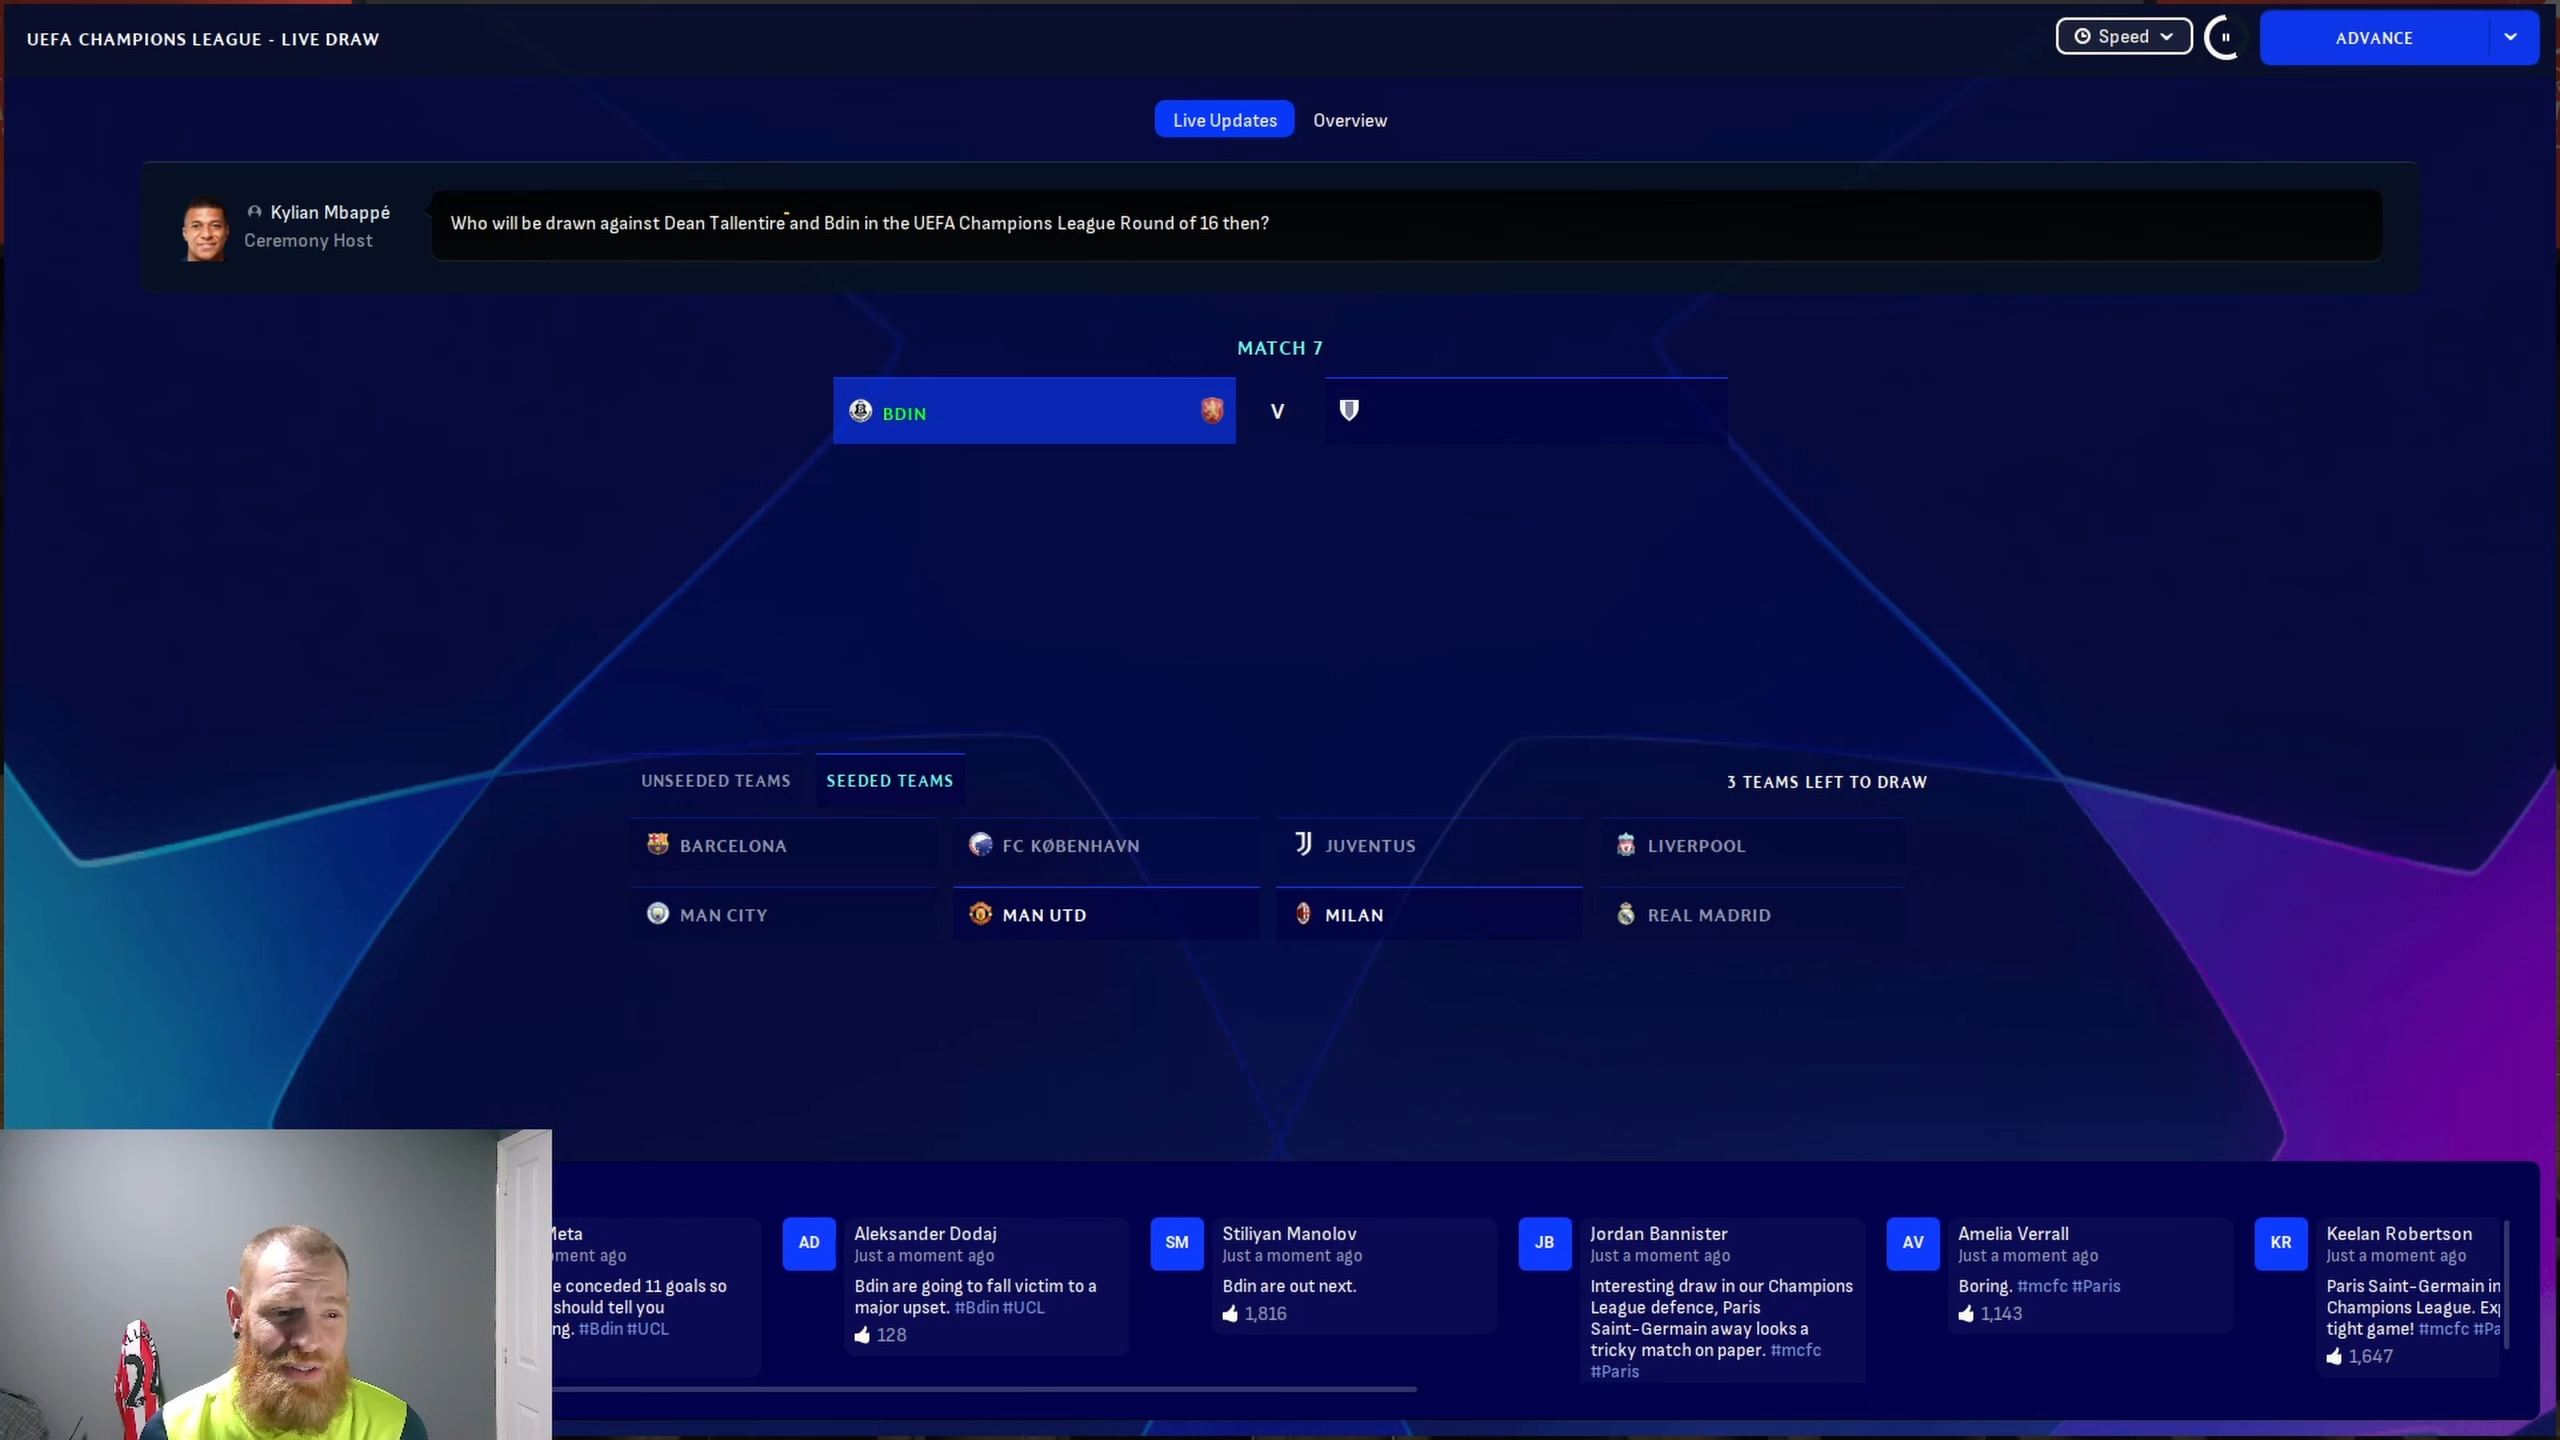 UEFA CHAMPIONS LEAGUE - LIVE DRAW
Speed
ADVANCE
Live Updates
Overview
Kylian Mbappé
Ceremony Host
Who will be drawn against Dean Tallentire and Bdin in the UEFA Champions League Round of 16 then?
MATCH 7
BDIN
V
UNSEEDED TEAMS
SEEDED TEAMS
3 TEAMS LEFT TO DRAW
BARCELONA
FC KØBENHAVN
JUVENTUS
LIVERPOOL
MAN CITY
MAN UTD
MILAN
REAL MADRID
Meta
ago
conceded 11 goals so
should tell you
#Bdin #UCL
AD
Aleksander Dodaj
Just a moment ago
Bdin are going to fall victim to a
major upset. #Bdin #UCL
128
SM
Stiliyan Manolov
Just a moment ago
Bdin are out next.
1,816
JB
Jordan Bannister
Just a moment ago
Interesting draw in our Champions
League defence, Paris
Saint-Germain away looks a
tricky match on paper. #mcfc
#Paris
AV
Amelia Verrall
Just a moment ago
Boring. #mcfc #Paris
1,143
KR
Keelan Robertson
Just a moment ago
Paris Saint-Germain in
Champions League.
tight game! #mcfc
1,647